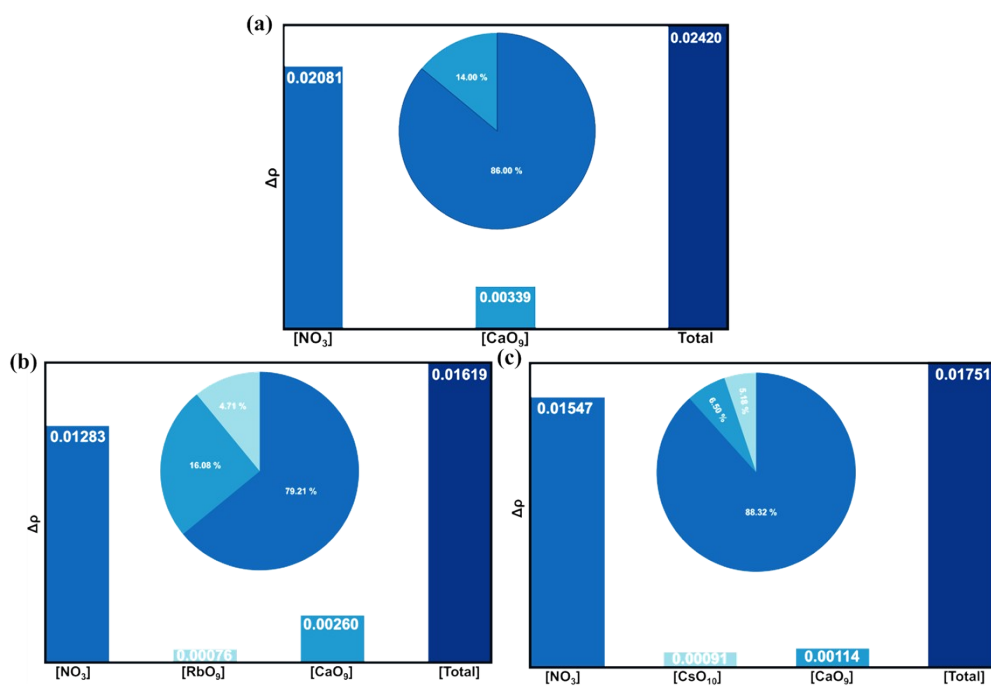 (a)
0.02081
0.02420
14.00 %
86.00 %
Δρ
0.00339
[NO₃]
[CaO₉]
Total
(b)
0.01283
0.01619
4.71 %
16.08 %
79.21 %
Δρ
0.00076
0.00260
[NO₃]
[RbO₉]
[CaO₉]
[Total]
(c)
0.01547
0.01751
5.18 %
6.50 %
88.32 %
Δρ
0.00091
0.00114
[NO₃]
[CsO₁₀]
[CaO₉]
[Total]